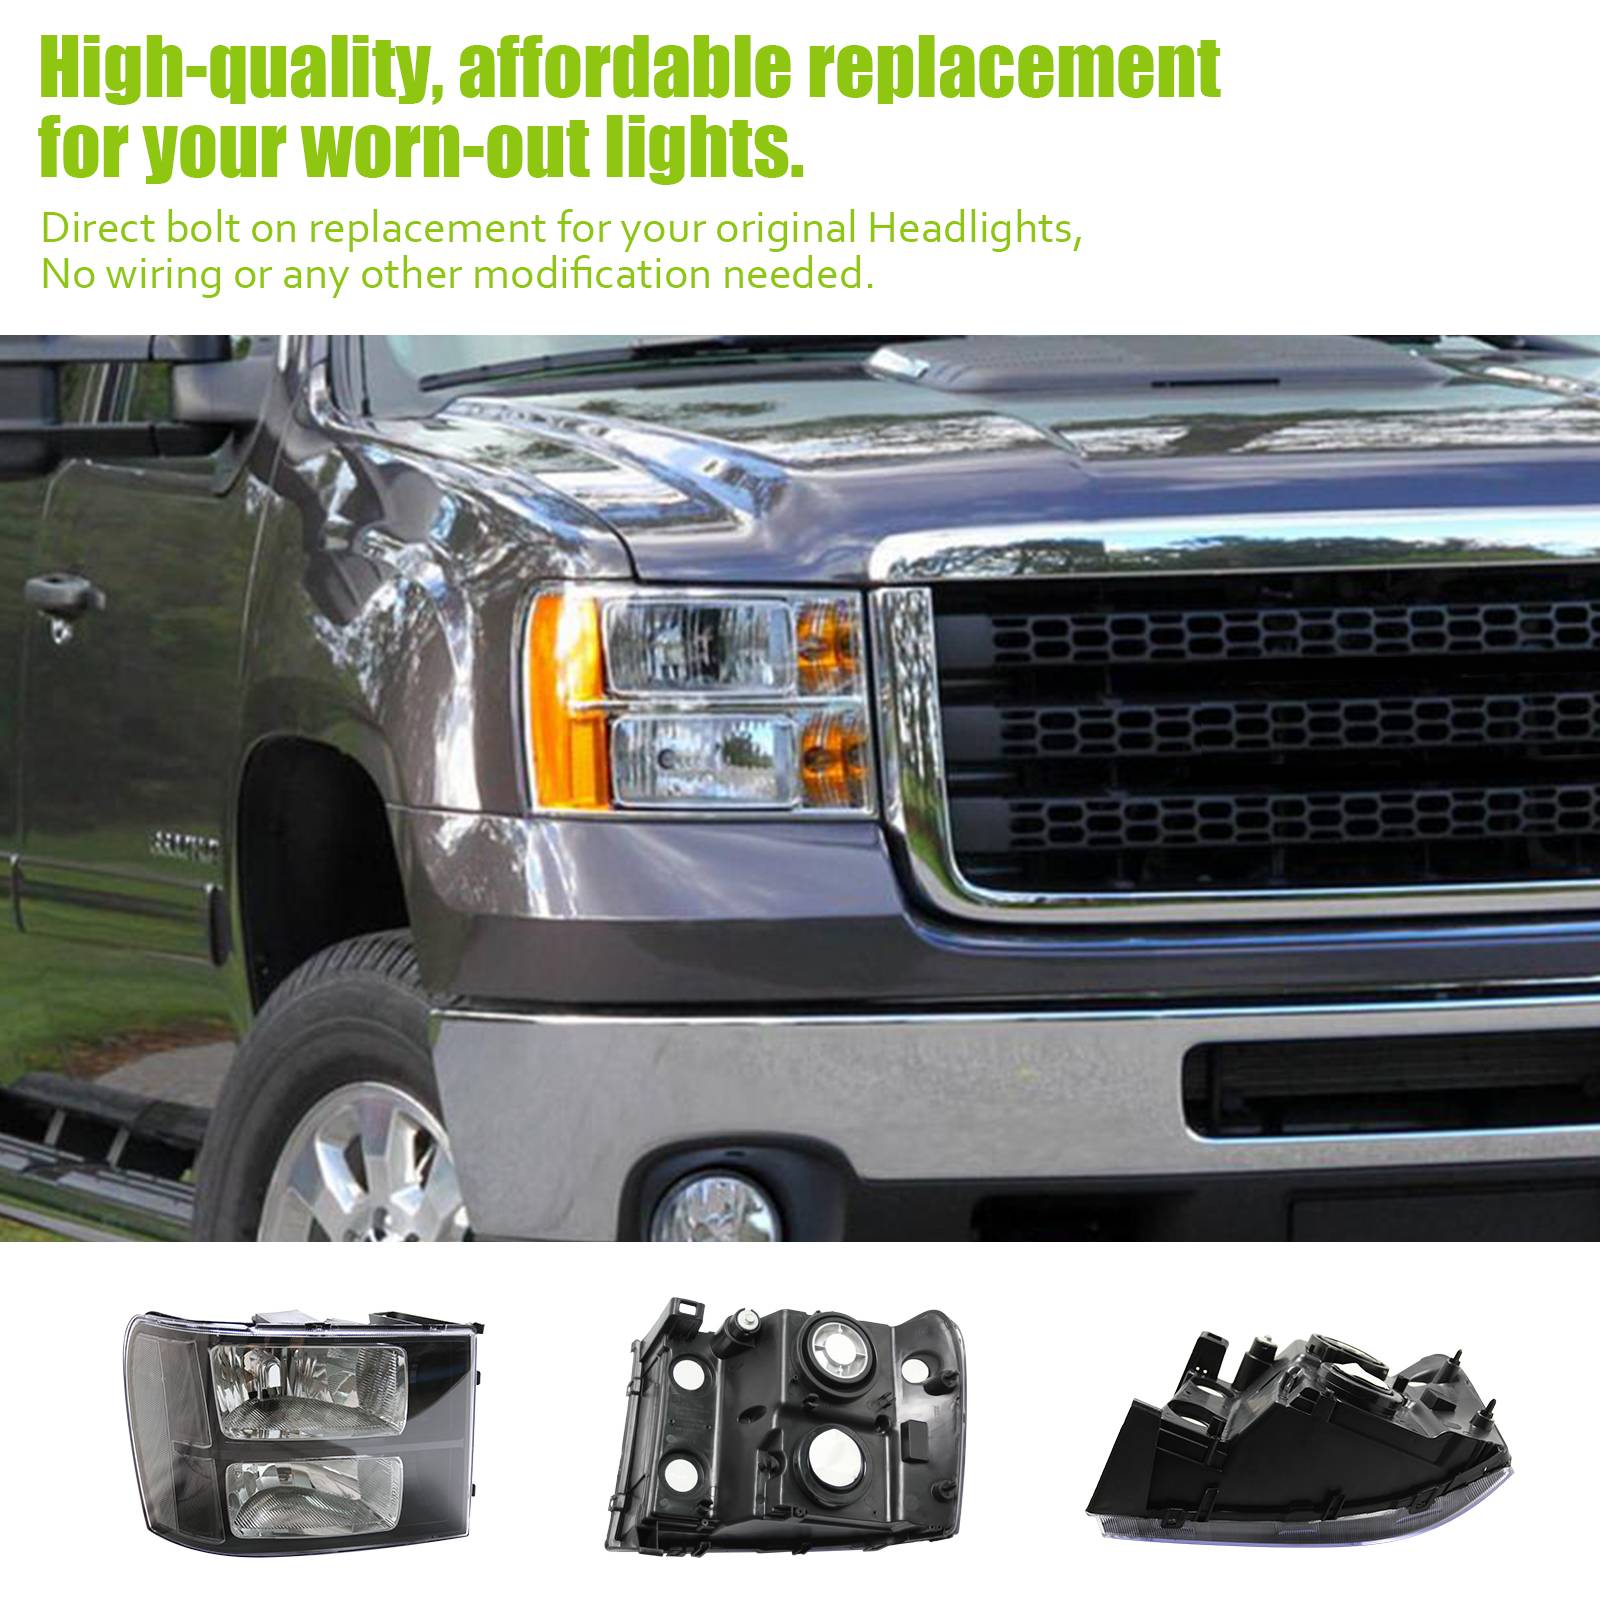 High-quality, affordable replacement
for your worn-out lights.
Direct bolt on replacement for your original Headlights,
No wiring or any other modification needed.